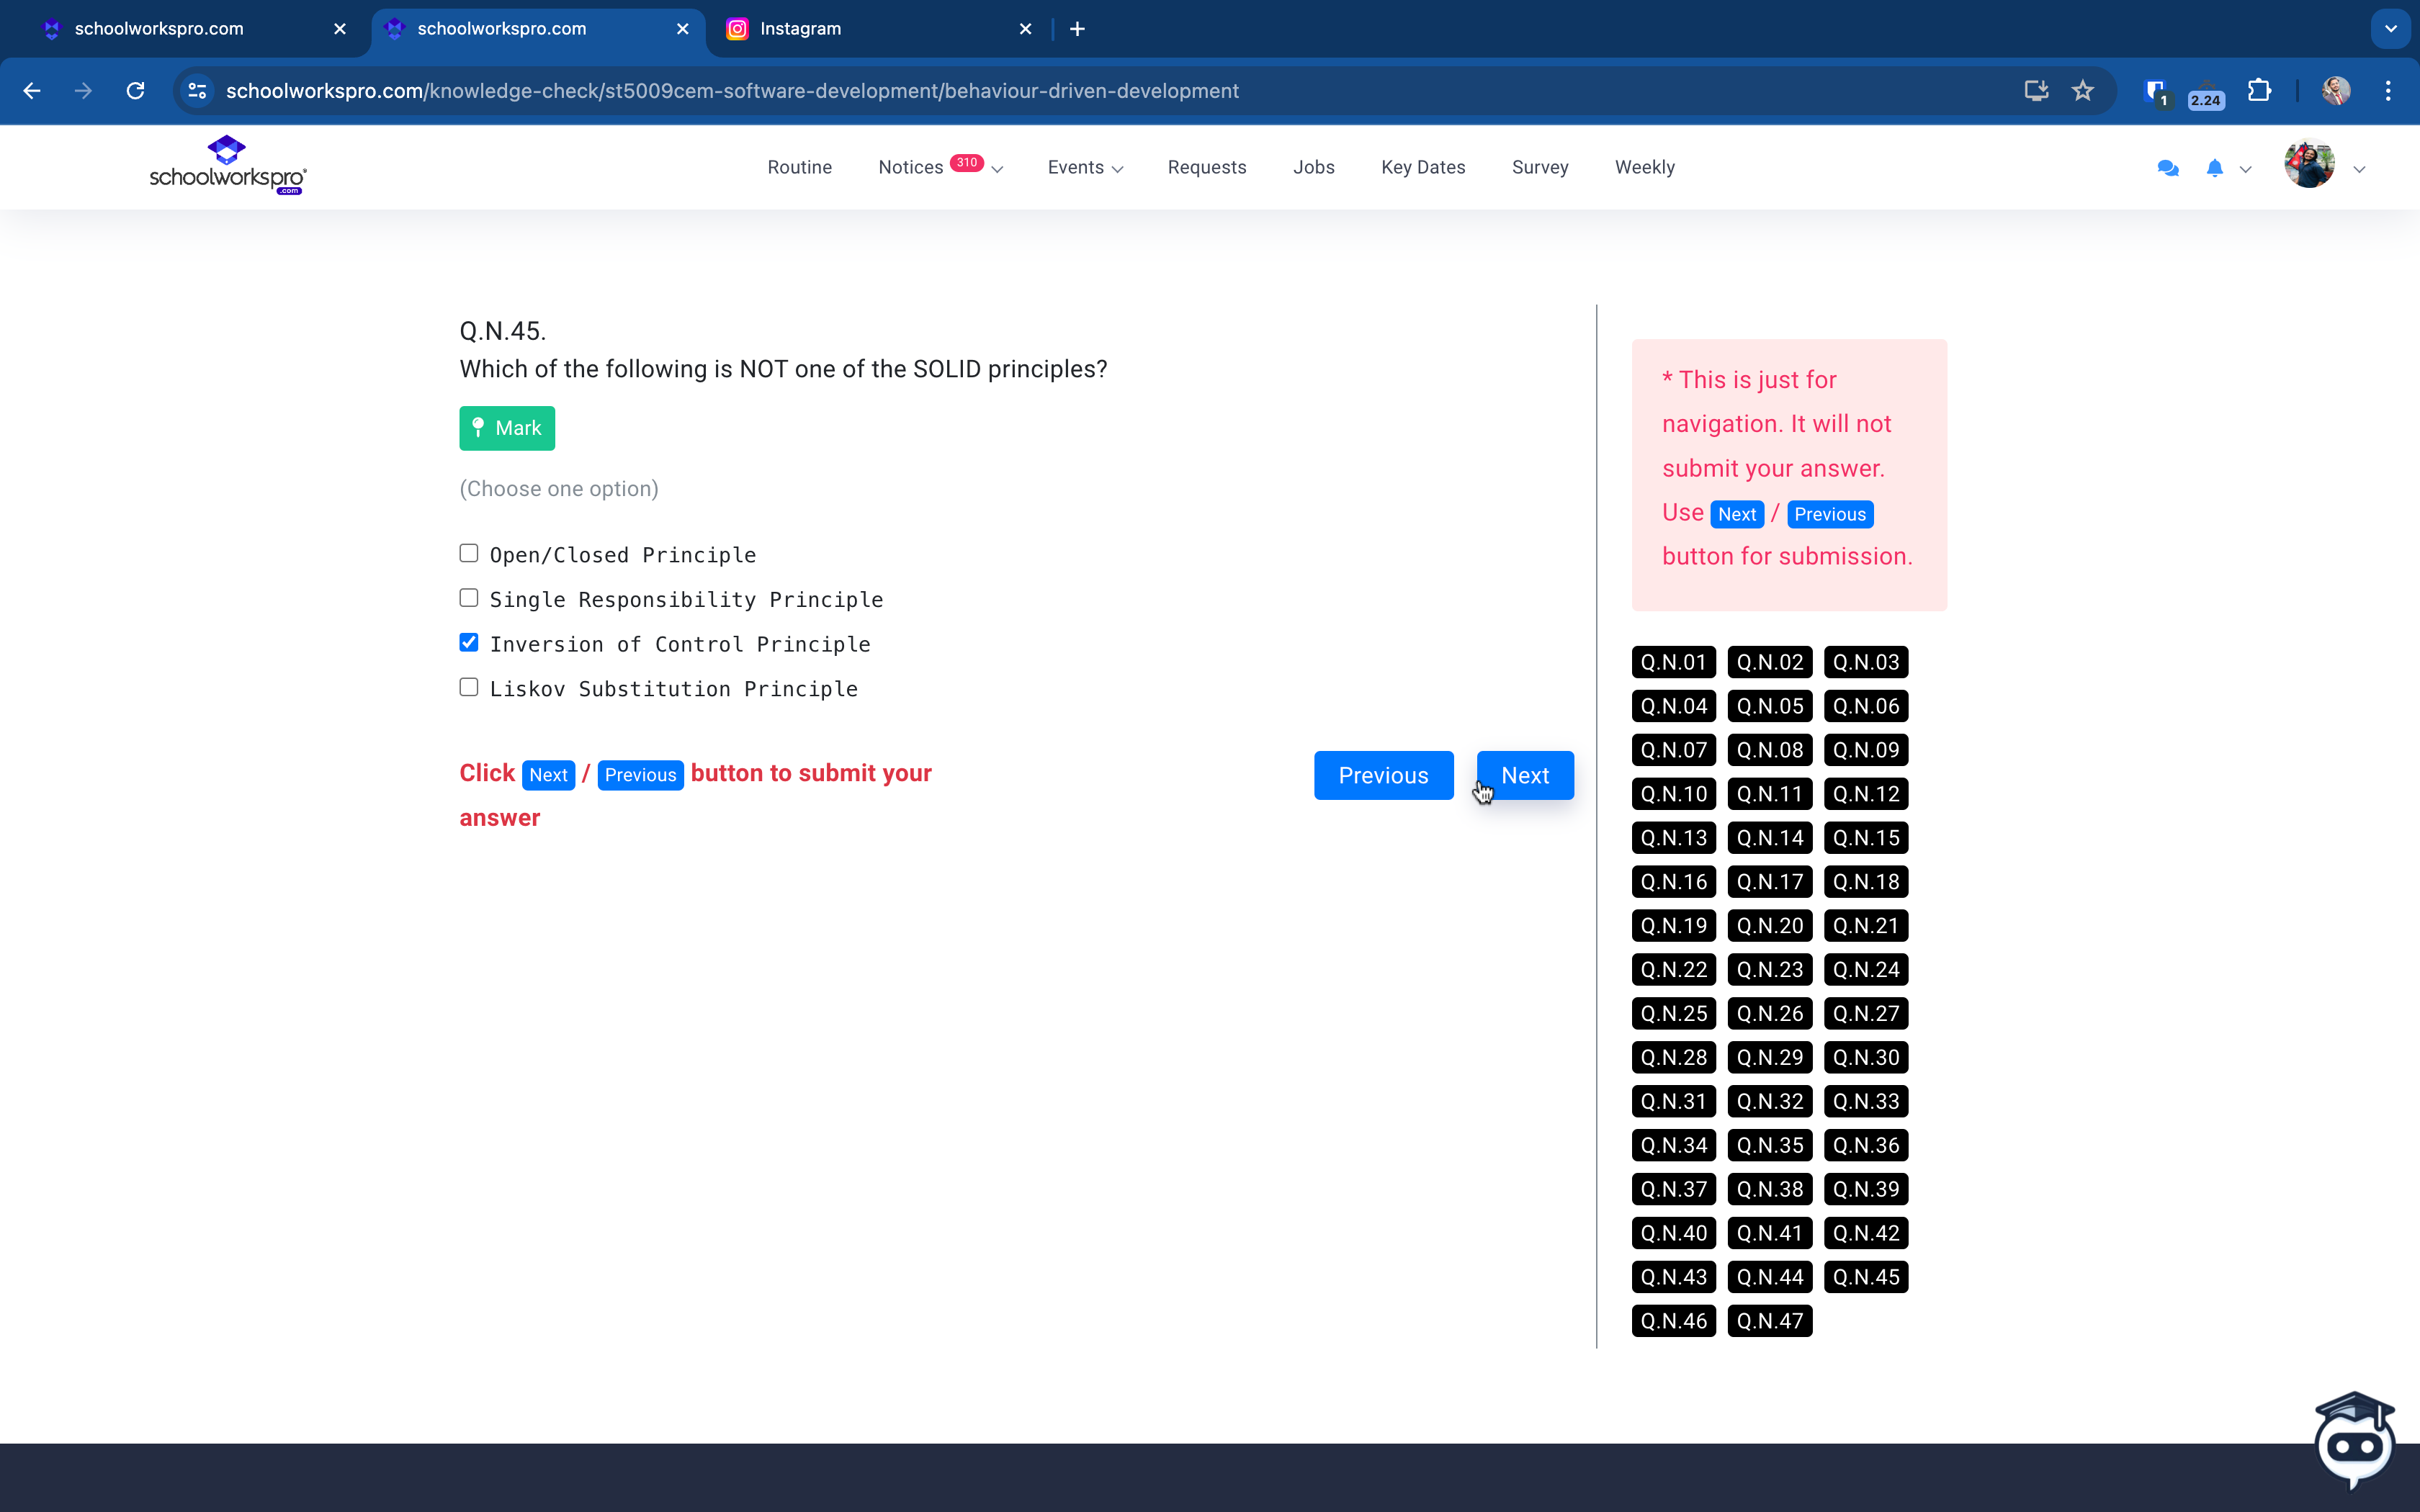 schoolworkspro.com
schoolworkspro.com
Instagram
schoolworkspro.com/knowledge-check/st5009cem-software-development/behaviour-driven-development
1
2.24
schoolworkspro
.com
Routine
Notices 310
Events
Requests
Jobs
Key Dates
Survey
Weekly
Q.N.45.
Which of the following is NOT one of the SOLID principles?
Mark
(Choose one option)
Open/Closed Principle
Single Responsibility Principle
Inversion of Control Principle
Liskov Substitution Principle
Click Next / Previous button to submit your
answer
Previous
Next
* This is just for
navigation. It will not
submit your answer.
Use Next / Previous
button for submission.
Q.N.01 Q.N.02 Q.N.03
Q.N.04 Q.N.05 Q.N.06
Q.N.07 Q.N.08 Q.N.09
Q.N.10 Q.N.11 Q.N.12
Q.N.13 Q.N.14 Q.N.15
Q.N.16 Q.N.17 Q.N.18
Q.N.19 Q.N.20 Q.N.21
Q.N.22 Q.N.23 Q.N.24
Q.N.25 Q.N.26 Q.N.27
Q.N.28 Q.N.29 Q.N.30
Q.N.31 Q.N.32 Q.N.33
Q.N.34 Q.N.35 Q.N.36
Q.N.37 Q.N.38 Q.N.39
Q.N.40 Q.N.41 Q.N.42
Q.N.43 Q.N.44 Q.N.45
Q.N.46 Q.N.47